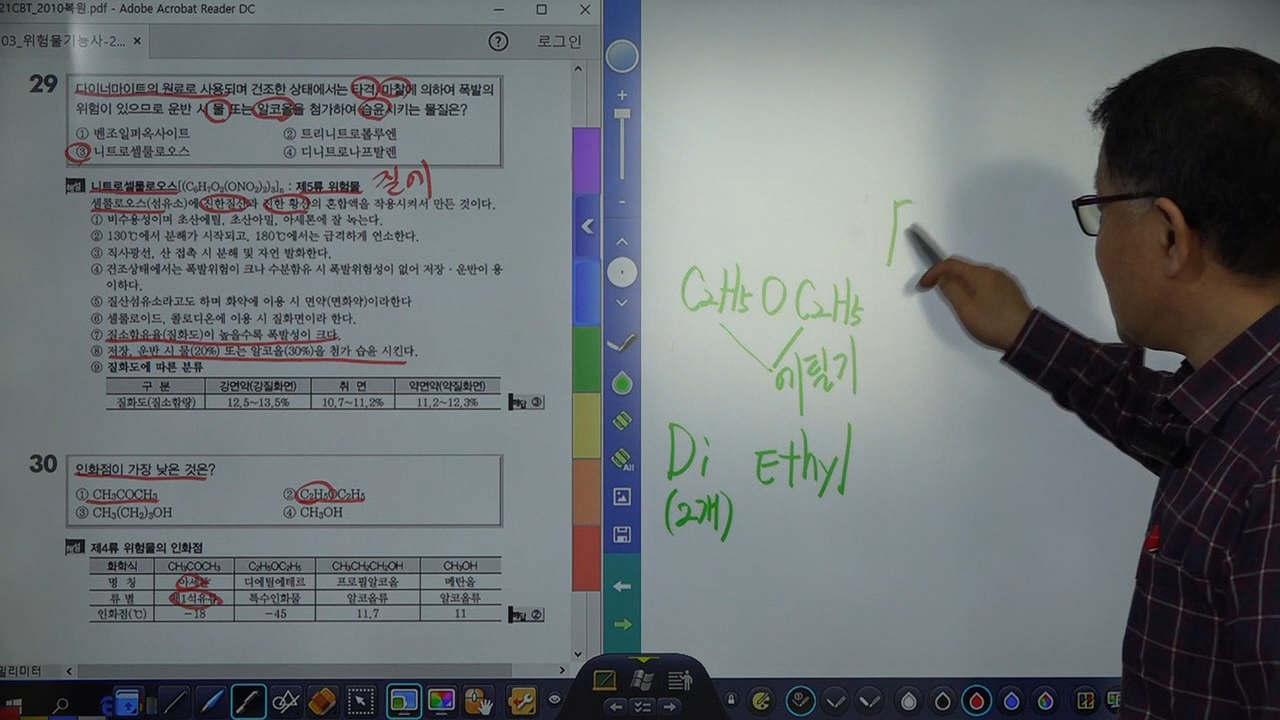 21CBT_2010복원.pdf - Adobe Acrobat Reader DC
03_위험물기능사-2... ×
로그인
29
다이너마이트의 원료로 사용되며 건조한 상태에서는 타격, 마찰에 의하여 폭발의
위험이 있으므로 운반 시 물 또는 알코올을 첨가하여 습윤시키는 물질은?
① 벤조일퍼옥사이트 ② 트리니트로톨루엔
③ 니트로셀룰로오스 ④ 디니트로나프탈렌
니트로셀룰로오스[(C₆H₇O₂(ONO₂)₃)]n : 제5류 위험물
셀룰로오스(섬유소)에 진한질산과 진한 황산의 혼합액을 작용시켜서 만든 것이다.
① 비수용성이며 초산에틸, 초산아밀, 아세톤에 잘 녹는다.
② 130℃에서 분해가 시작되고, 180℃에서는 급격하게 연소한다.
③ 직사광선, 산 접촉 시 분해 및 자연 발화한다.
④ 건조상태에서는 폭발위험이 크나 수분함유 시 폭발위험성이 없어 저장·운반이 용
이하다.
⑤ 질산섬유소라고도 하며 화약에 이용 시 면약(면화약)이라한다
⑥ 셀룰로이드, 콜로디온에 이용 시 질화면이라 한다.
⑦ 질소함유율(질화도)이 높을수록 폭발성이 크다.
⑧ 저장, 운반 시 물(20%) 또는 알코올(30%)을 첨가 습윤 시킨다.
⑨ 질화도에 따른 분류
구 분 강면약(강질화면) 취 면 약면약(약질화면)
질화도(질소함량) 12.5~13.5% 10.7~11.2% 11.2~12.3%
③
30
인화점이 가장 낮은 것은?
① CH₃COCH₃ ② C₂H₅OC₂H₅
③ CH₃(CH₂)₃OH ④ CH₃OH
제4류 위험물의 인화점
화학식 CH₃COCH₃ C₂H₅OC₂H₅ CH₃CH₂CH₂OH CH₃OH
명 칭 아세톤 디에틸에테르 프로필알코올 메탄올
류 별 제1석유류 특수인화물 알코올류 알코올류
인화점(℃) -18 -45 11.7 11
②
밀리미터
All
C₂H₅OC₂H₅
에틸기
Di Ethyl
(2개)